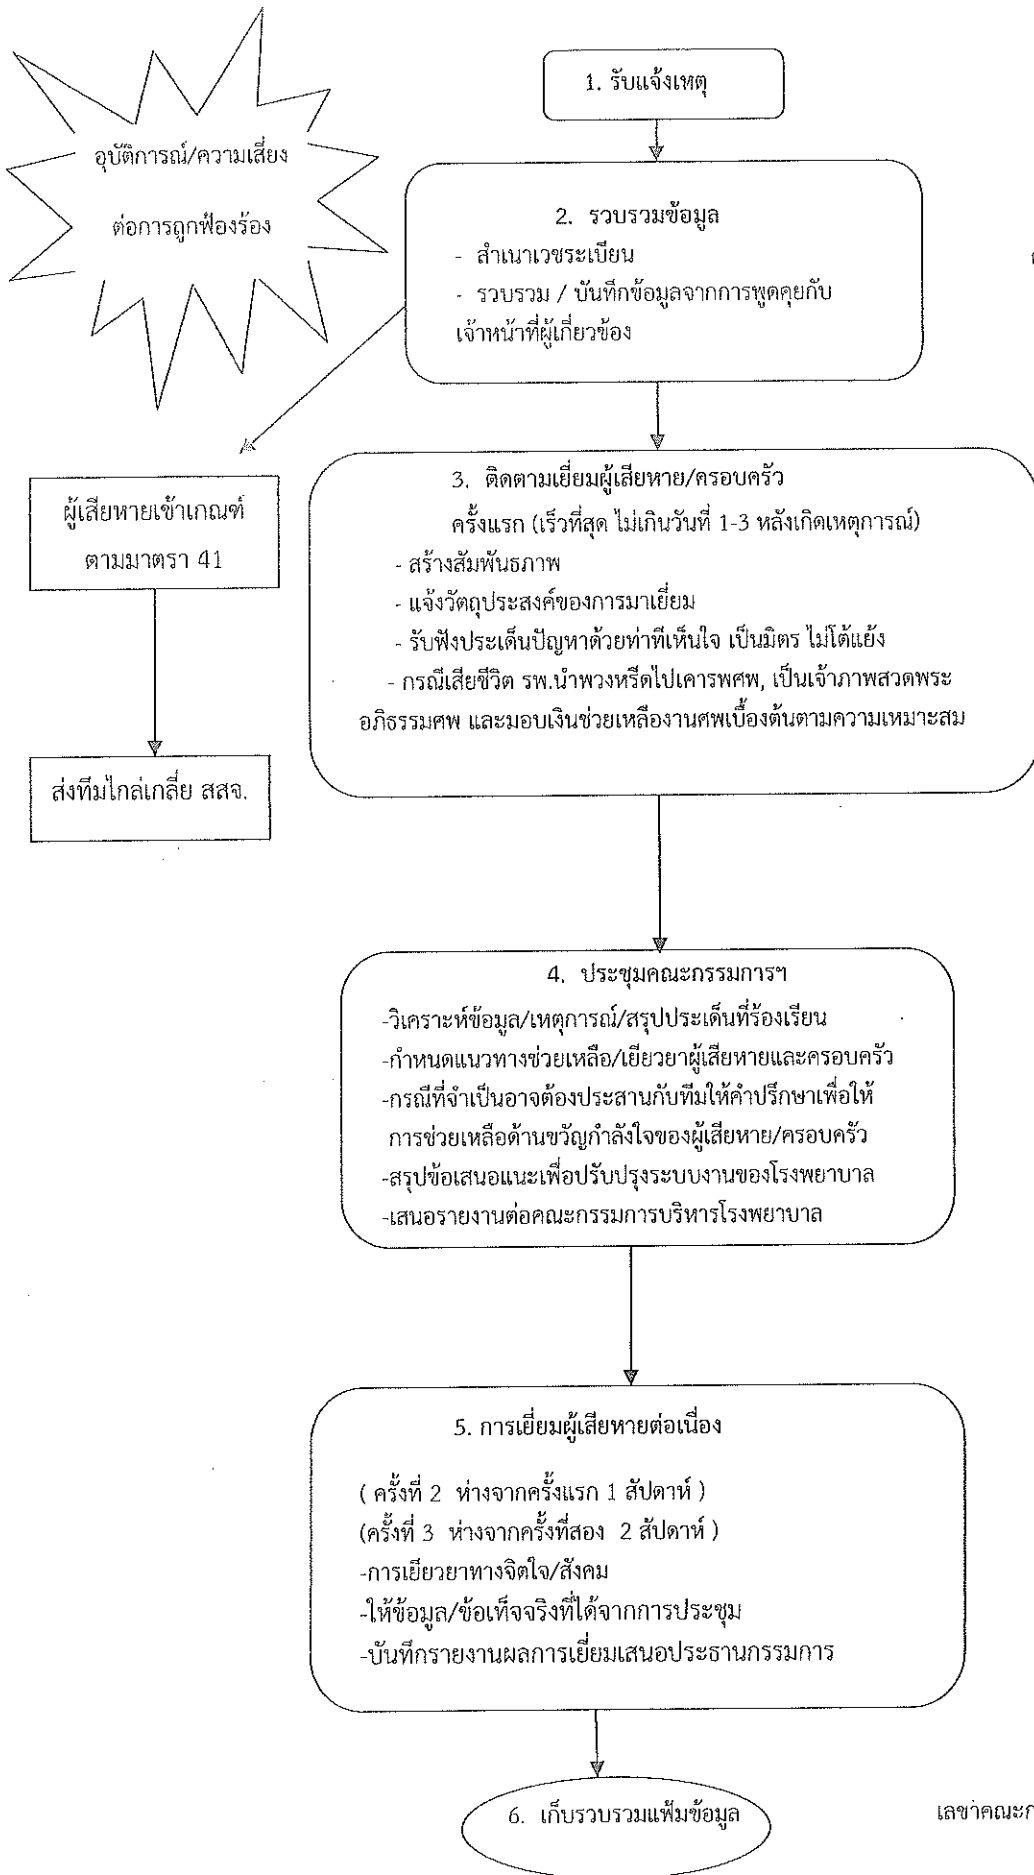 อุบัติการณ์/ความเสี่ยง
ต่อการถูกฟ้องร้อง
1. รับแจ้งเหตุ
2. รวบรวมข้อมูล
- สำเนาเวชระเบียน
- รวบรวม / บันทึกข้อมูลจากการพูดคุยกับ
เจ้าหน้าที่ผู้เกี่ยวข้อง
ผู้เสียหายเข้าเกณฑ์
ตามมาตรา 41
ส่งทีมไกล่เกลี่ย สสจ.
3. ติดตามเยี่ยมผู้เสียหาย/ครอบครัว
ครั้งแรก (เร็วที่สุด ไม่เกินวันที่ 1-3 หลังเกิดเหตุการณ์)
- สร้างสัมพันธภาพ
- แจ้งวัตถุประสงค์ของการมาเยี่ยม
- รับฟังประเด็นปัญหาด้วยท่าทีเห็นใจ เป็นมิตร ไม่โต้แย้ง
- กรณีเสียชีวิต รพ.นำพวงหรีดไปเคารพศพ, เป็นเจ้าภาพสวดพระ
อภิธรรมศพ และมอบเงินช่วยเหลืองานศพเบื้องต้นตามความเหมาะสม
4. ประชุมคณะกรรมการฯ
-วิเคราะห์ข้อมูล/เหตุการณ์/สรุปประเด็นที่ร้องเรียน
-กำหนดแนวทางช่วยเหลือ/เยียวยาผู้เสียหายและครอบครัว
-กรณีที่จำเป็นอาจต้องประสานกับทีมให้คำปรึกษาเพื่อให้
การช่วยเหลือด้านขวัญกำลังใจของผู้เสียหาย/ครอบครัว
-สรุปข้อเสนอแนะเพื่อปรับปรุงระบบงานของโรงพยาบาล
-เสนอรายงานต่อคณะกรรมการบริหารโรงพยาบาล
5. การเยี่ยมผู้เสียหายต่อเนื่อง
( ครั้งที่ 2 ห่างจากครั้งแรก 1 สัปดาห์ )
(ครั้งที่ 3 ห่างจากครั้งที่สอง 2 สัปดาห์ )
-การเยียวยาทางจิตใจ/สังคม
-ให้ข้อมูล/ข้อเท็จจริงที่ได้จากการประชุม
-บันทึกรายงานผลการเยี่ยมเสนอประธานกรรมการ
6. เก็บรวบรวมแฟ้มข้อมูล
เลขาคณะก